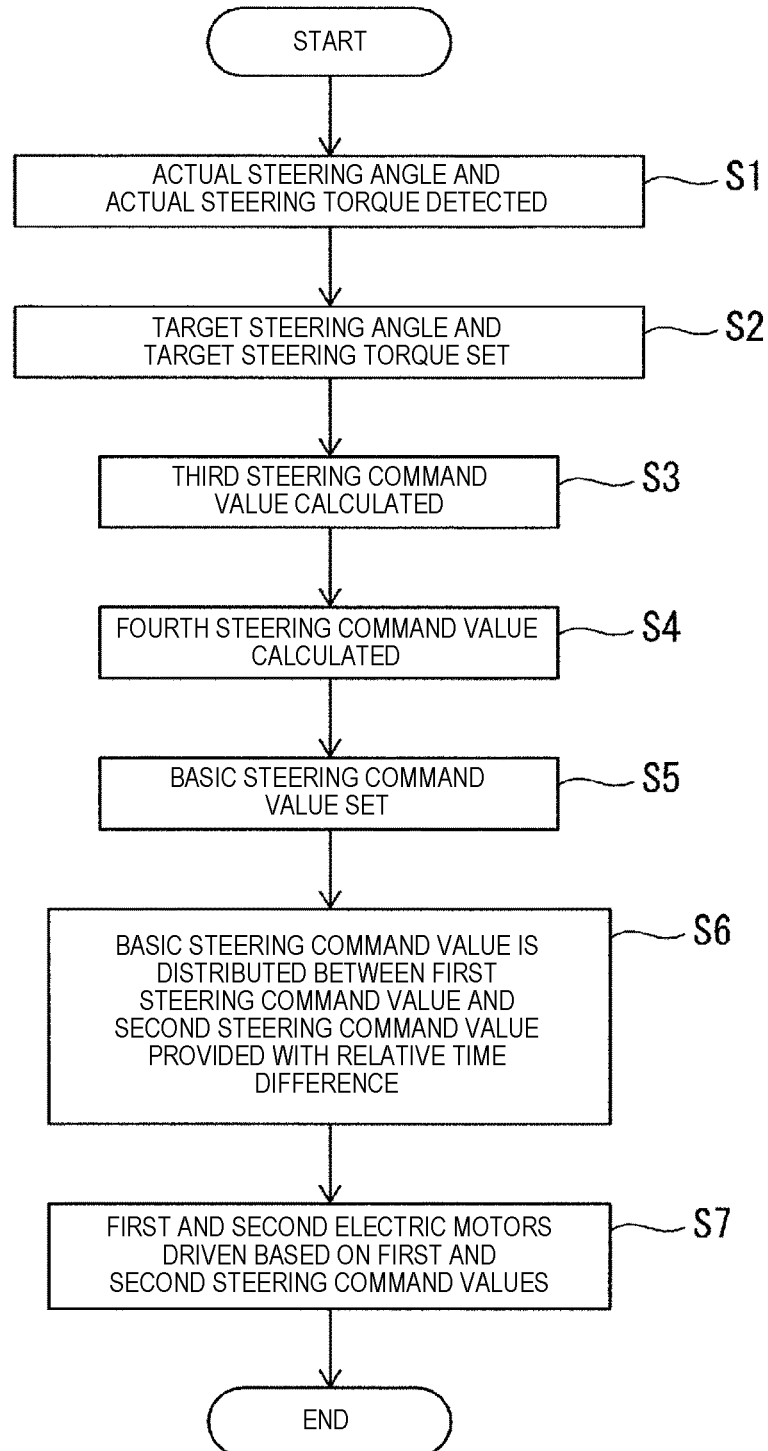 START
ACTUAL STEERING ANGLE AND
ACTUAL STEERING TORQUE DETECTED
S1
TARGET STEERING ANGLE AND
TARGET STEERING TORQUE SET
S2
THIRD STEERING COMMAND
VALUE CALCULATED
S3
FOURTH STEERING COMMAND VALUE
CALCULATED
S4
BASIC STEERING COMMAND
VALUE SET
S5
BASIC STEERING COMMAND VALUE IS
DISTRIBUTED BETWEEN FIRST
STEERING COMMAND VALUE AND
SECOND STEERING COMMAND VALUE
PROVIDED WITH RELATIVE TIME
DIFFERENCE
S6
FIRST AND SECOND ELECTRIC MOTORS
DRIVEN BASED ON FIRST AND
SECOND STEERING COMMAND VALUES
S7
END